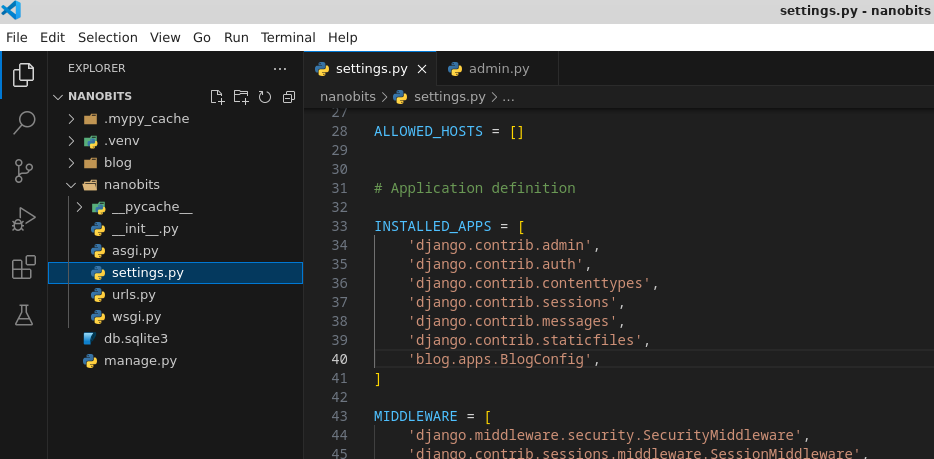 settings.py - nanobits
File Edit Selection View Go Run Terminal Help
EXPLORER ...
NANOBITS
.mypy_cache
.venv
blog
nanobits
__pycache__
__init__.py
asgi.py
settings.py
urls.py
wsgi.py
db.sqlite3
manage.py
settings.py admin.py
nanobits > settings.py > ...
27
28 ALLOWED_HOSTS = []
29
30
31 # Application definition
32
33 INSTALLED_APPS = [
34     'django.contrib.admin',
35     'django.contrib.auth',
36     'django.contrib.contenttypes',
37     'django.contrib.sessions',
38     'django.contrib.messages',
39     'django.contrib.staticfiles',
40     'blog.apps.BlogConfig',
41 ]
42
43 MIDDLEWARE = [
44     'django.middleware.security.SecurityMiddleware',
45     'django.contrib.sessions.middleware.SessionMiddleware',